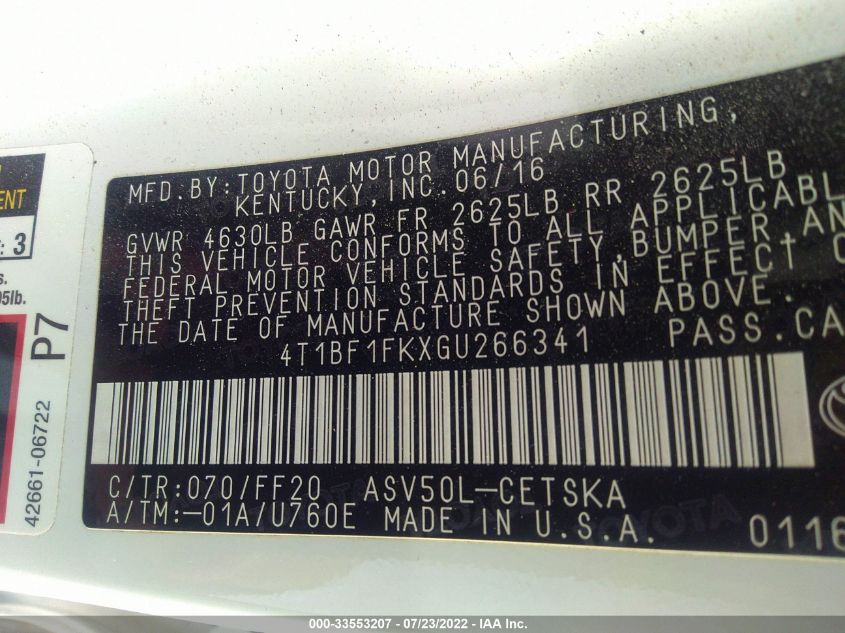 MFD.BY:TOYOTA MOTOR MANUFACTURING,
KENTUCKY,INC.06/16
GVWR 4630LB GAWR FR 2625LB RR 2625LB
THIS VEHICLE CONFORMS TO ALL APPLICABL
FEDERAL MOTOR VEHICLE SAFETY,BUMPER AN
THEFT PREVENTION STANDARDS IN EFFECT O
THE DATE OF MANUFACTURE SHOWN ABOVE.
4T1BF1FKXGU266341 PASS.CA
C/TR:070/FF20 ASV50L-CETSKA
A/TM:-01A/U760E MADE IN U.S.A. 0116
ENT
: 3
s.
95lb.
P7
42661-06722
000-33553207 - 07/23/2022 - IAA Inc.